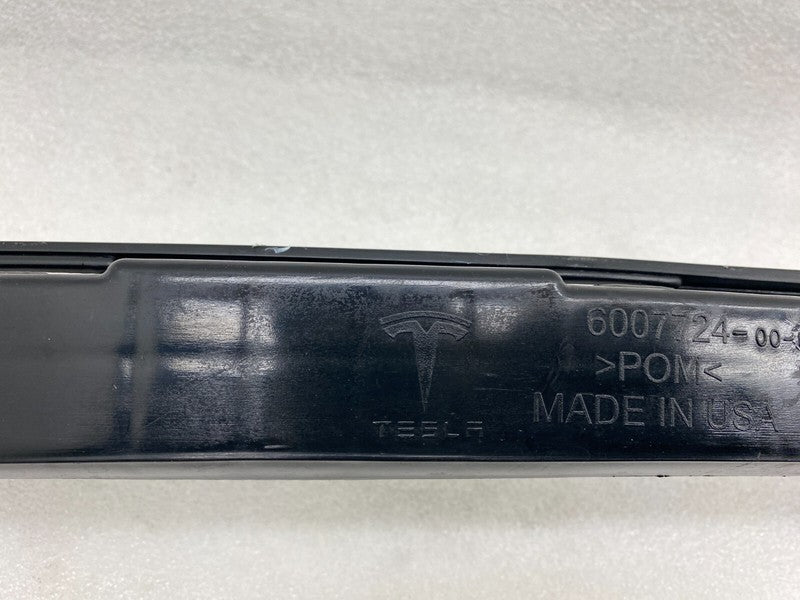 6007724-00-
>POM<
MADE IN USA
TESLA